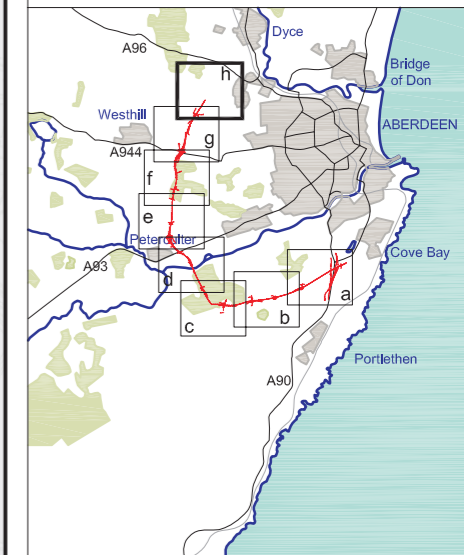 Dyce
A96
h
Bridge
of Don
Westhill
ABERDEEN
g
A944
f
e
Peterculter
Cove Bay
A93
d
a
b
c
Portlethen
A90